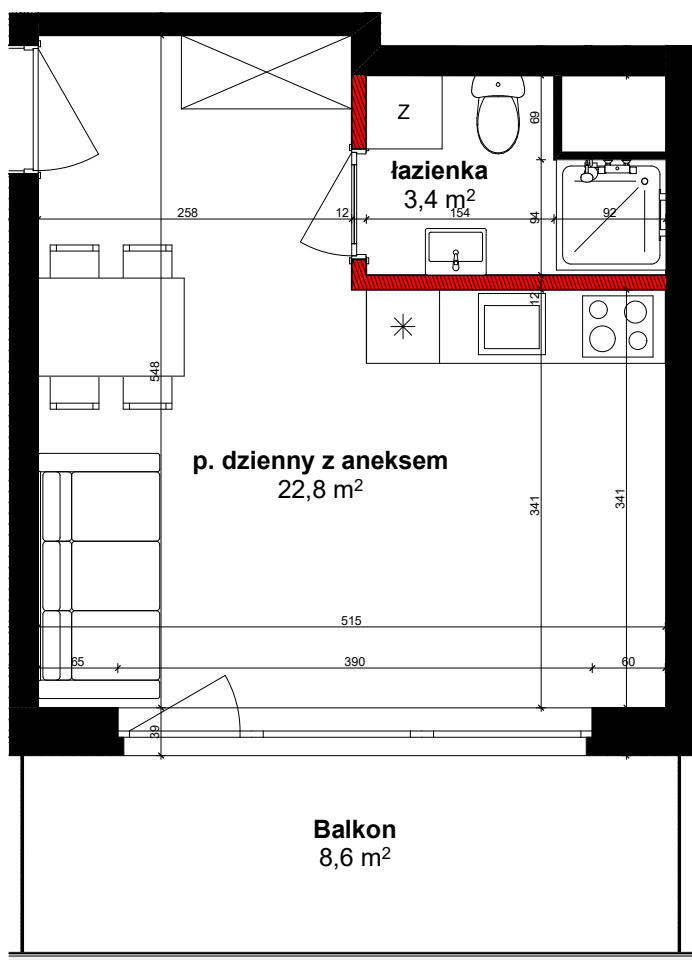 Z
69
łazienka
3,4 m²
258
12
154
94
92
12
548
p. dzienny z aneksem
22,8 m²
341
341
515
65
390
60
39
Balkon
8,6 m²